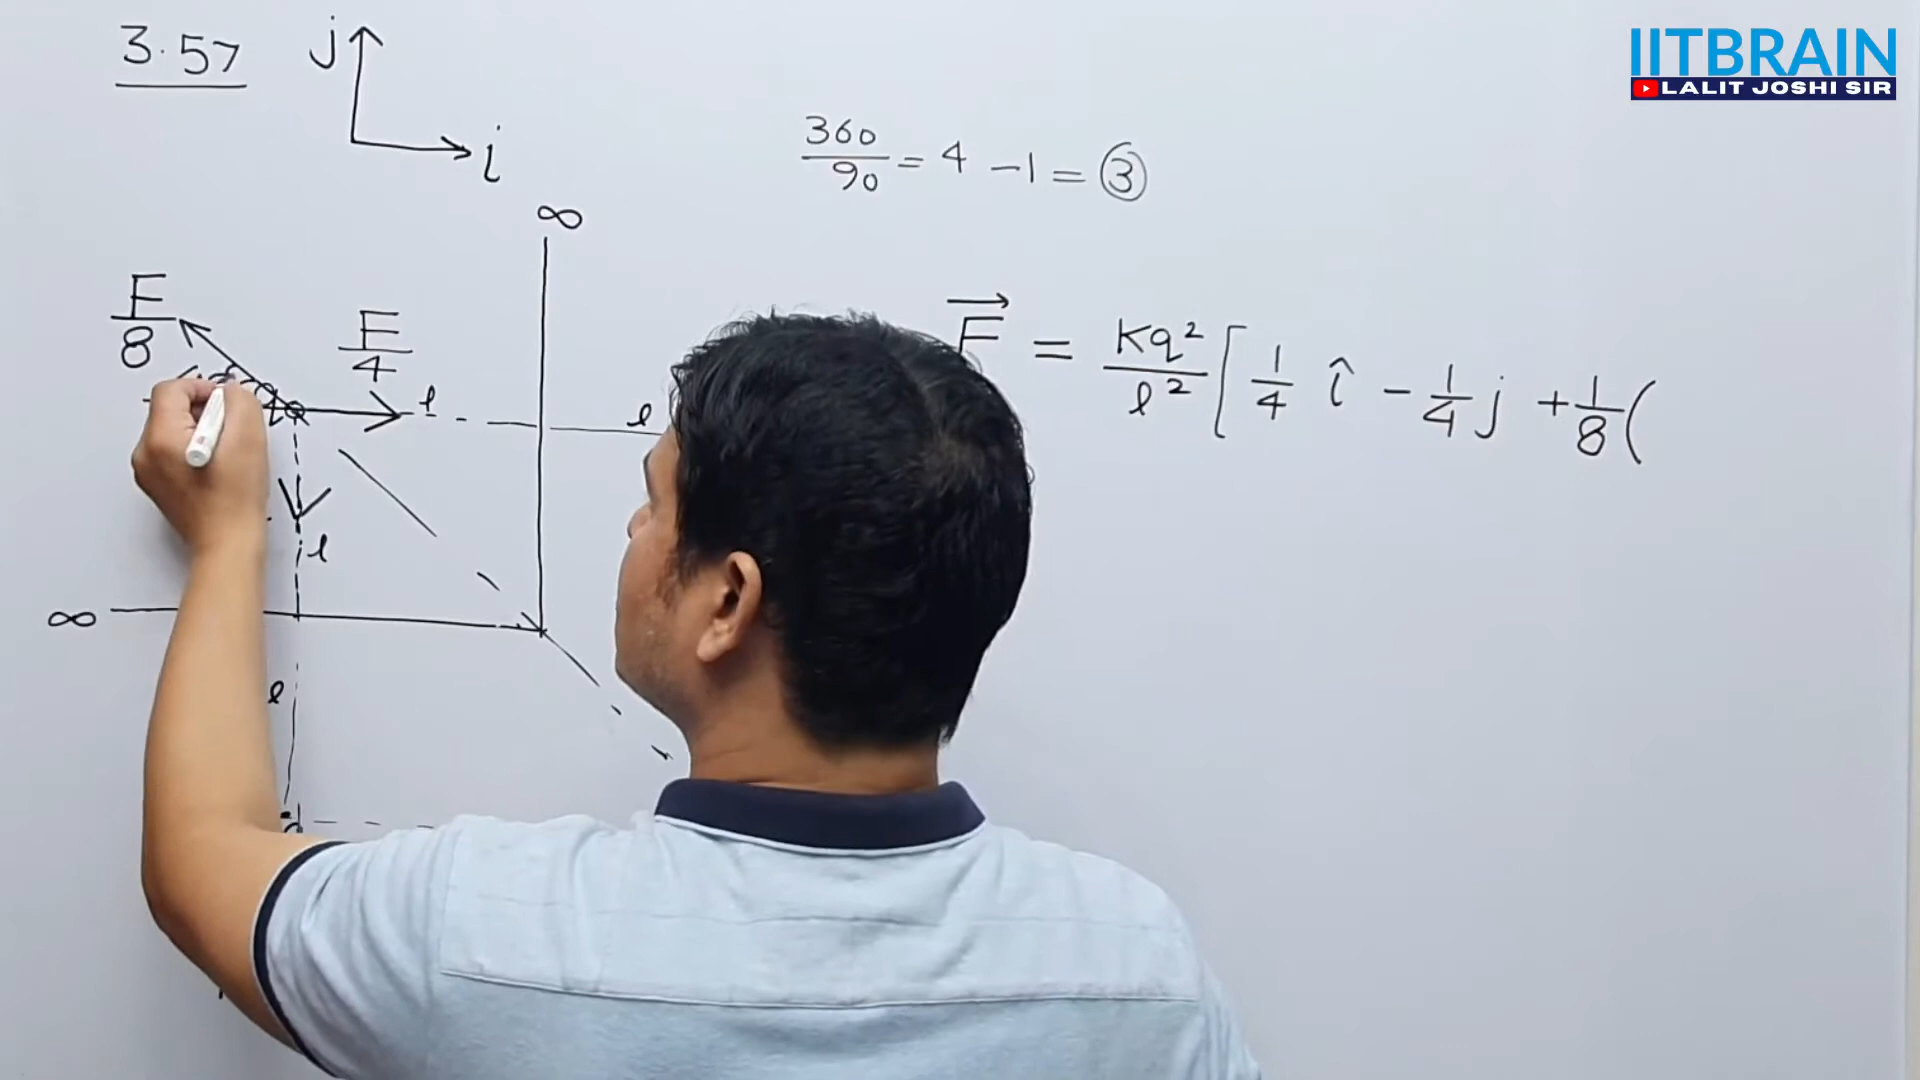 3.57
j
i
360/90 = 4 - 1 = 3
IITBRAIN
LALIT JOSHI SIR
∞
F/8
F/4
q
l
l
F = Kq²/l² [ 1/4 î - 1/4 j + 1/8 (
l
∞
l